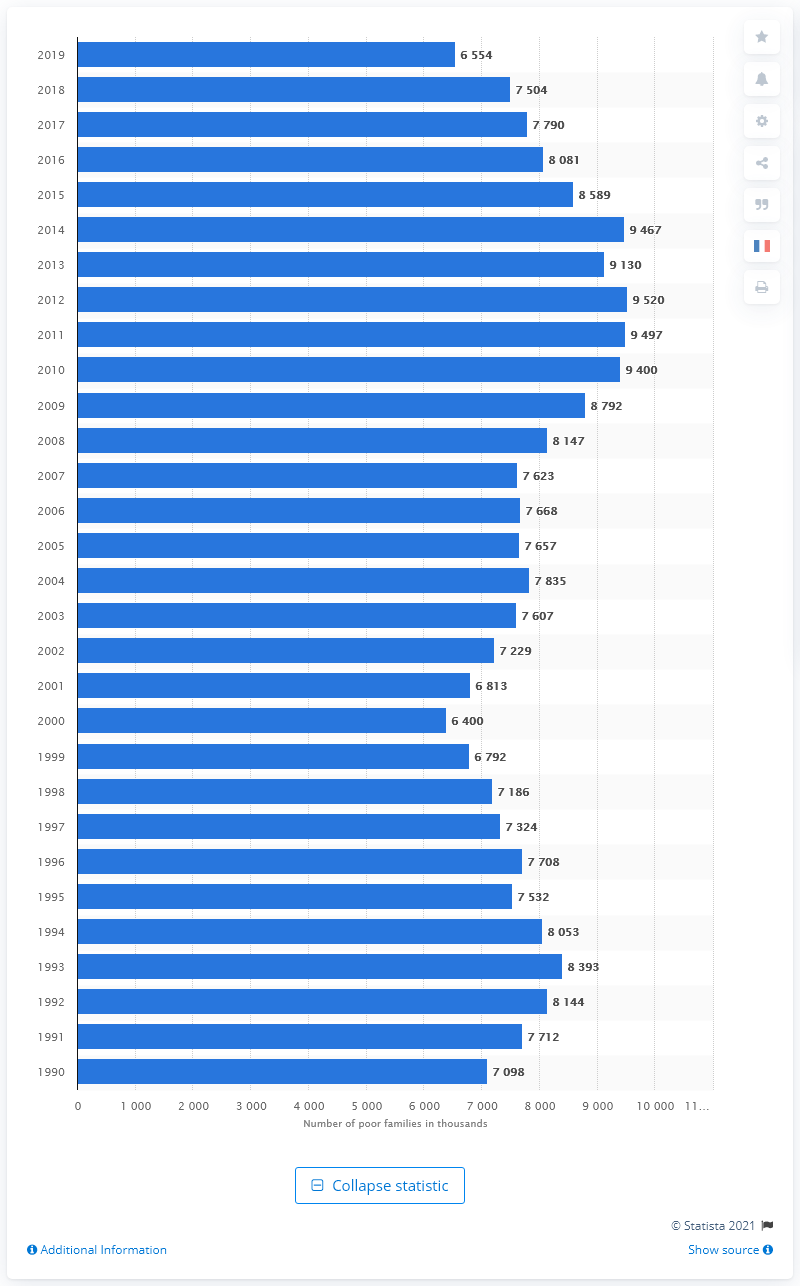 2019 6 554
2018 7 504
2017 7 790
2016 8 081
2015 8 589
2014 9 467
2013 9 130
2012 9 520
2011 9 497
2010 9 400
2009 8 792
2008 8 147
2007 7 623
2006 7 668
2005 7 657
2004 7 835
2003 7 607
2002 7 229
2001 6 813
2000 6 400
1999 6 792
1998 7 186
1997 7 324
1996 7 708
1995 7 532
1994 8 053
1993 8 393
1992 8 144
1991 7 712
1990 7 098
0 1 000 2 000 3 000 4 000 5 000 6 000 7 000 8 000 9 000 10 000 11...
Number of poor families in thousands
Collapse statistic
© Statista 2021
Additional Information Show source